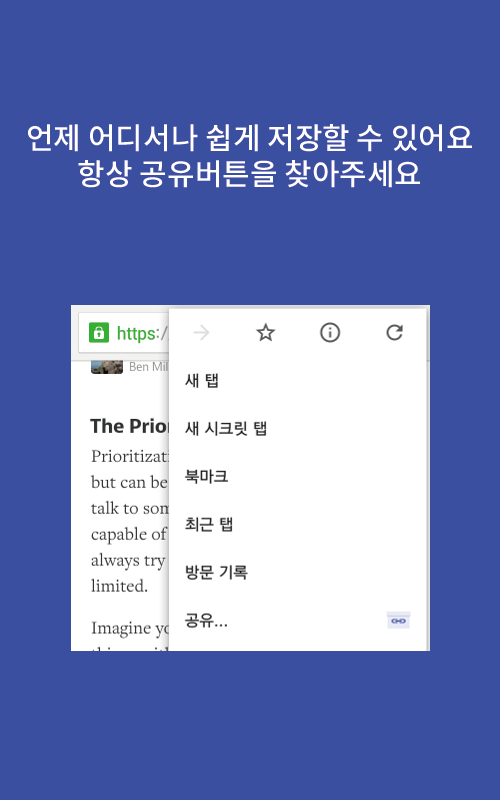 언제 어디서나 쉽게 저장할 수 있어요
항상 공유버튼을 찾아주세요
https:/
Ben Mil
The Prio
Prioritizat
but can be
talk to som
capable of
always try
limited.
Imagine yo
새 탭
새 시크릿 탭
북마크
최근 탭
방문 기록
공유...